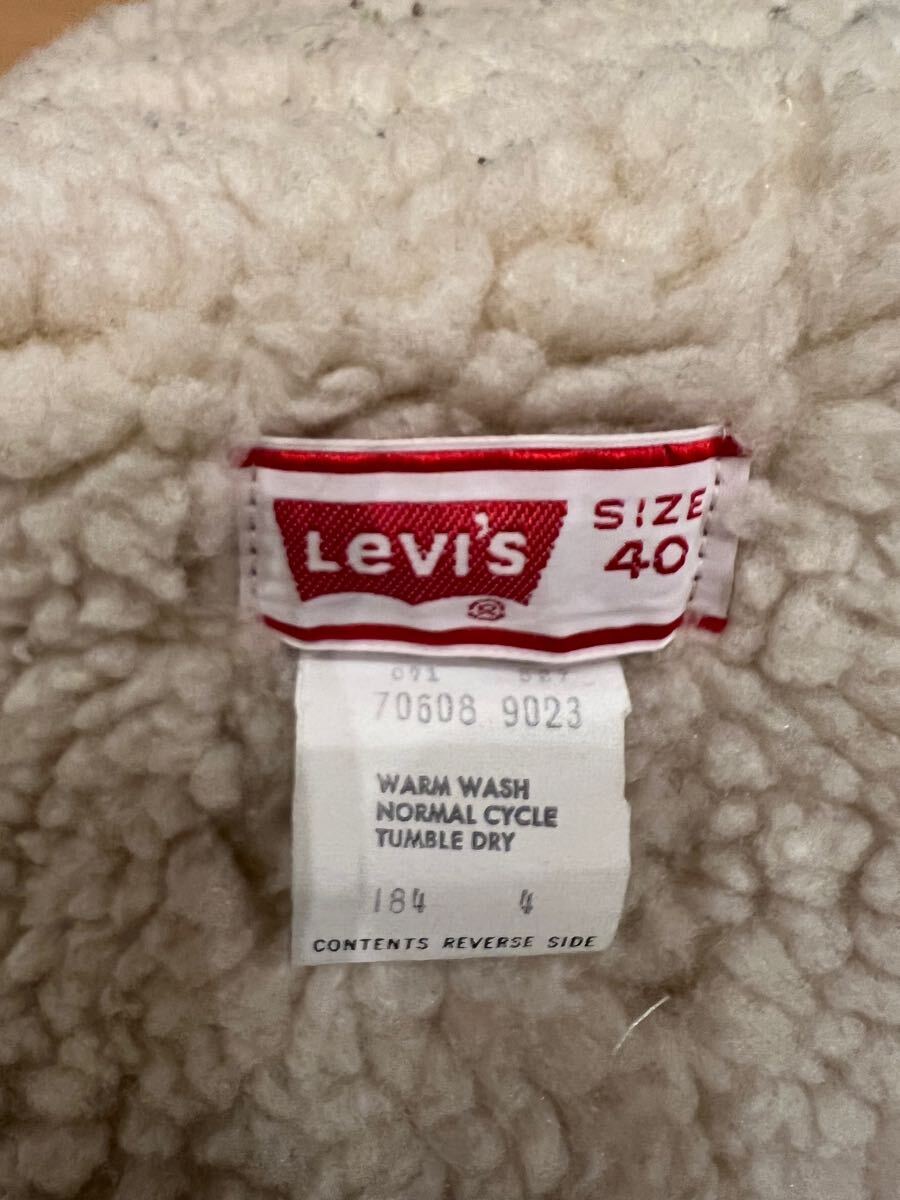 Levi's
®
SIZE
40
70608 9023
WARM WASH
NORMAL CYCLE
TUMBLE DRY
184 4
CONTENTS REVERSE SIDE